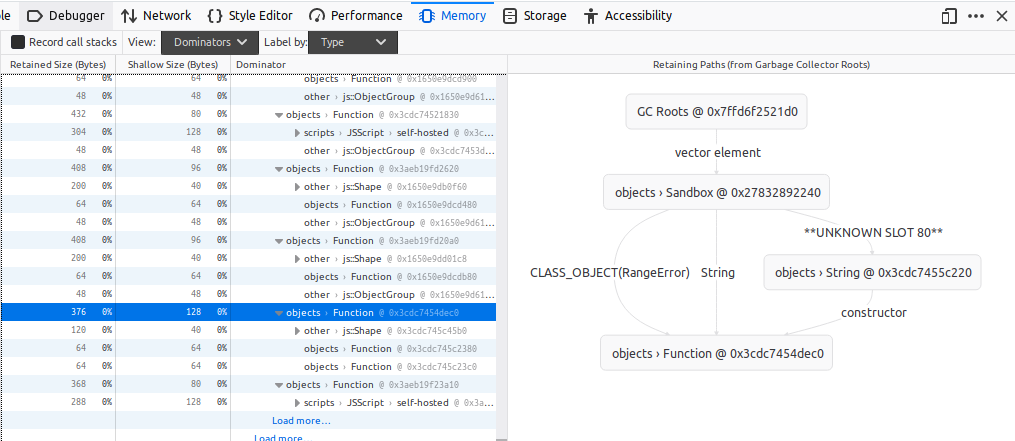 le Debugger Network Style Editor Performance Memory Storage Accessibility
Record call stacks View: Dominators Label by: Type
Retained Size (Bytes) Shallow Size (Bytes) Dominator
64 0% 64 0% objects › Function @ 0x1650e9dcd900
48 0% 48 0% other › js::ObjectGroup @ 0x1650e9d61...
432 0% 80 0% objects › Function @ 0x3cdc74521830
304 0% 128 0% scripts › JSScript › self-hosted @ 0x3c...
48 0% 48 0% other › js::ObjectGroup @ 0x3cdc7453d...
408 0% 96 0% objects › Function @ 0x3aeb19fd2620
200 0% 40 0% other › js::Shape @ 0x1650e9db0f60
64 0% 64 0% objects › Function @ 0x1650e9dcd480
48 0% 48 0% other › js::ObjectGroup @ 0x1650e9d61...
408 0% 96 0% objects › Function @ 0x3aeb19fd20a0
200 0% 40 0% other › js::Shape @ 0x1650e9dd01c8
64 0% 64 0% objects › Function @ 0x1650e9dcdb80
48 0% 48 0% other › js::ObjectGroup @ 0x1650e9d61...
376 0% 128 0% objects › Function @ 0x3cdc7454dec0
120 0% 40 0% other › js::Shape @ 0x3cdc745c45b0
64 0% 64 0% objects › Function @ 0x3cdc745c2380
64 0% 64 0% objects › Function @ 0x3cdc745c23c0
368 0% 80 0% objects › Function @ 0x3aeb19f23a10
288 0% 128 0% scripts › JSScript › self-hosted @ 0x3a...
Load more...
Load more...
Retaining Paths (from Garbage Collector Roots)
GC Roots @ 0x7ffd6f2521d0
vector element
objects › Sandbox @ 0x27832892240
**UNKNOWN SLOT 80**
CLASS_OBJECT(RangeError) String objects › String @ 0x3cdc7455c220
constructor
objects › Function @ 0x3cdc7454dec0